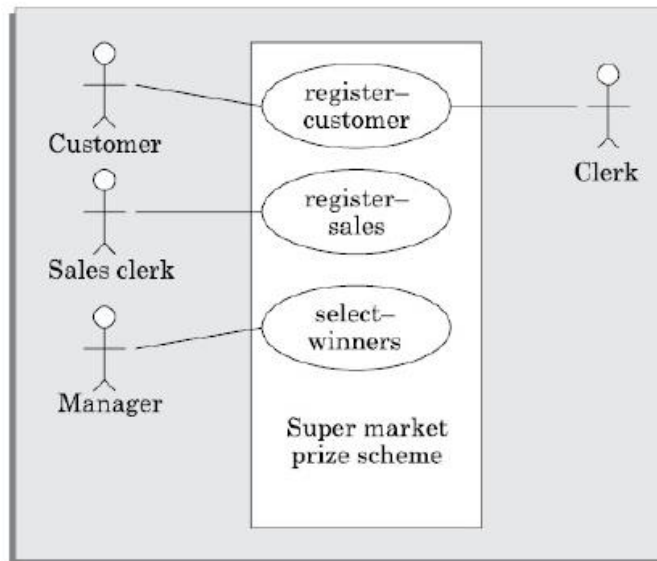 register–
customer
Customer
Clerk
register–
sales
Sales clerk
select–
winners
Manager
Super market
prize scheme